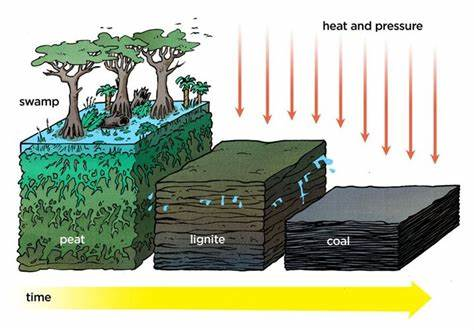 heat and pressure
swamp
peat
lignite
coal
time